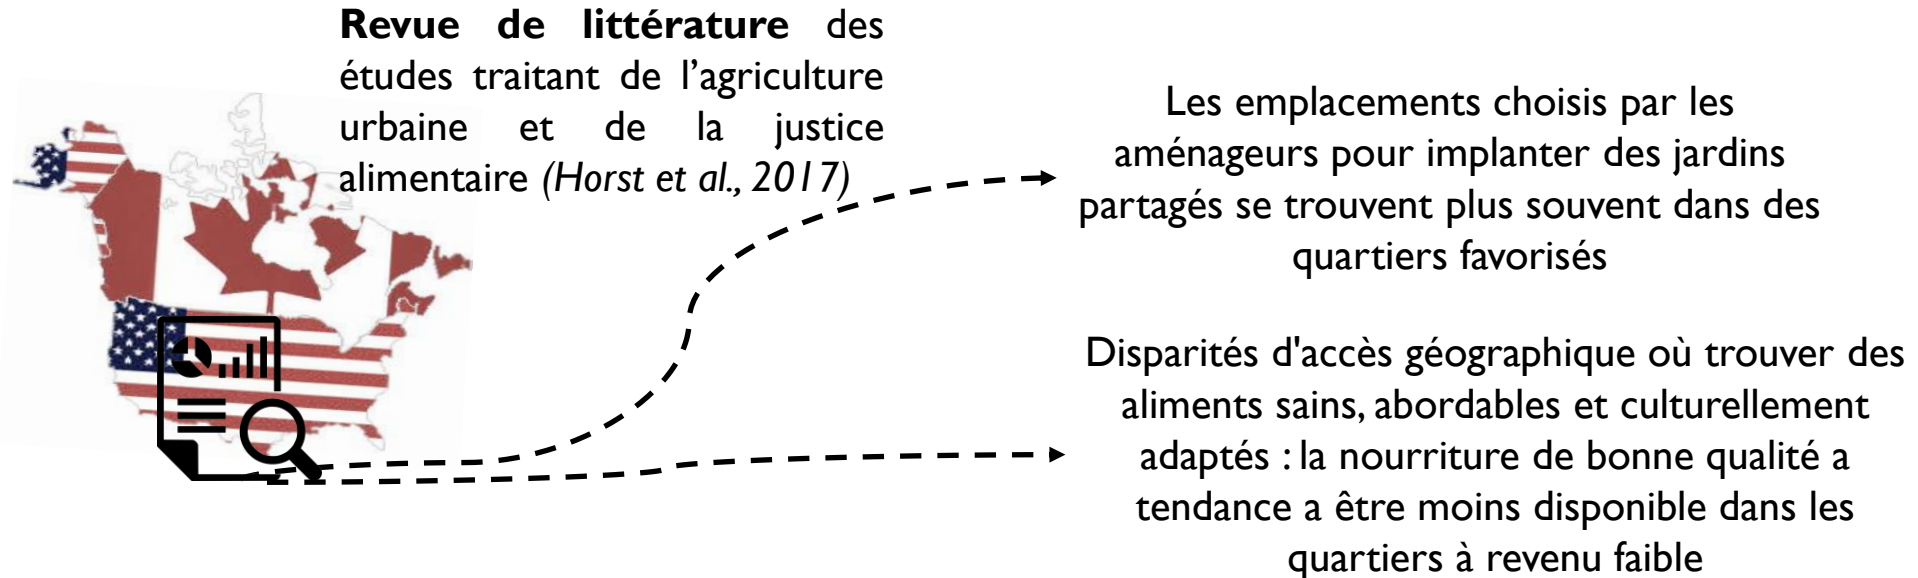 Revue de littérature des
études traitant de l'agriculture
urbaine et de la justice
alimentaire (Horst et al., 2017)
Les emplacements choisis par les
aménageurs pour implanter des jardins
partagés se trouvent plus souvent dans des
quartiers favorisés
Disparités d'accès géographique où trouver des
aliments sains, abordables et culturellement
adaptés : la nourriture de bonne qualité a
tendance a être moins disponible dans les
quartiers à revenu faible